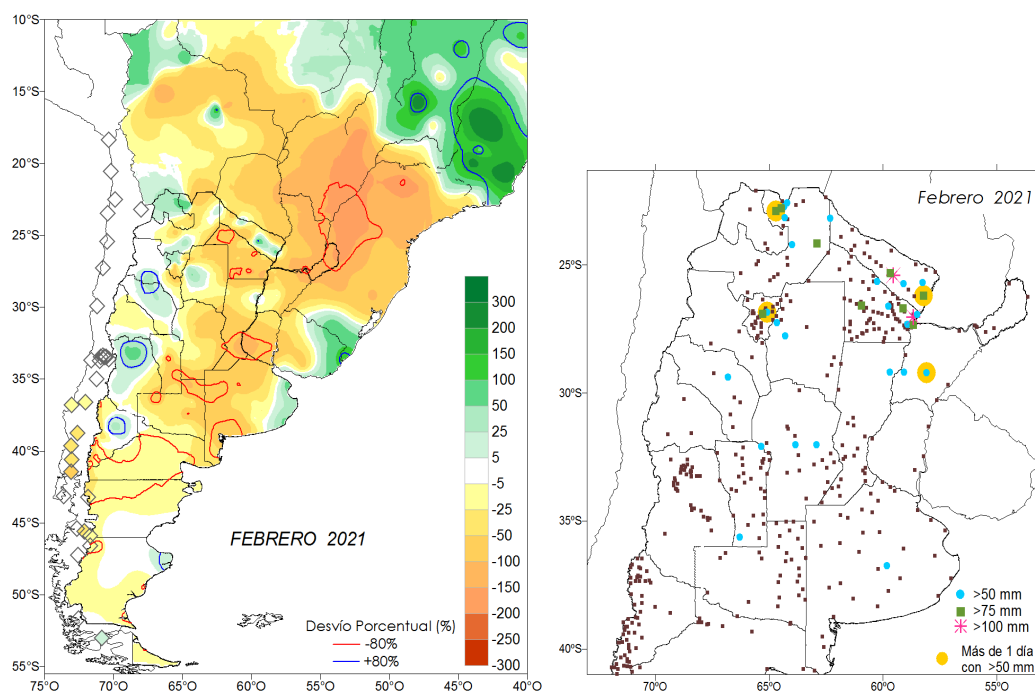 10°S
15°S
20°S
25°S
30°S
35°S
40°S
45°S
50°S
55°S
75°O 70°O 65°O 60°O 55°O 50°O 45°O 40°O
FEBRERO 2021
Desvío Porcentual (%)
-80%
+80%
300
200
150
100
50
25
5
-5
-25
-50
-100
-150
-200
-250
-300
Febrero 2021
25°S
30°S
35°S
40°S
70°O 65°O 60°O 55°O
>50 mm
>75 mm
>100 mm
Más de 1 día
con >50 mm